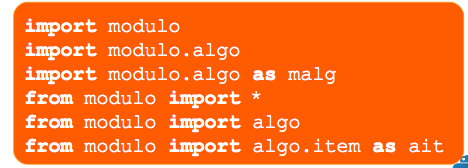 import modulo
import modulo.algo
import modulo.algo as malg
from modulo import *
from modulo import algo
from modulo import algo.item as ait